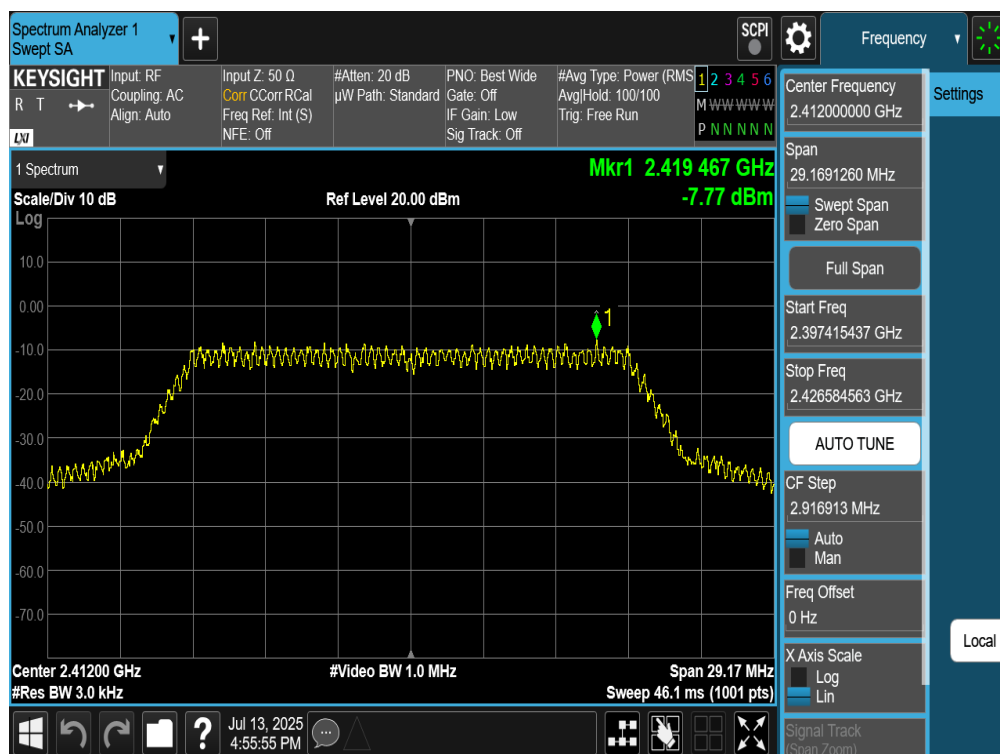 Spectrum Analyzer 1
Swept SA
+
SCPI
Frequency
KEYSIGHT
R T
LXI
Input: RF
Coupling: AC
Align: Auto
Input Z: 50 Ω
Corr CCorr RCal
Freq Ref: Int (S)
NFE: Off
#Atten: 20 dB
µW Path: Standard
PNO: Best Wide
Gate: Off
IF Gain: Low
Sig Track: Off
#Avg Type: Power (RMS
Avg|Hold: 100/100
Trig: Free Run
1 2 3 4 5 6
M W W W W W
P N N N N N
1 Spectrum
Mkr1 2.419 467 GHz
-7.77 dBm
Scale/Div 10 dB
Ref Level 20.00 dBm
Log
10.0
0.00
-10.0
-20.0
-30.0
-40.0
-50.0
-60.0
-70.0
1
Center 2.41200 GHz
#Video BW 1.0 MHz
Span 29.17 MHz
#Res BW 3.0 kHz
Sweep 46.1 ms (1001 pts)
?
Jul 13, 2025
4:55:55 PM
Center Frequency
2.412000000 GHz
Span
29.1691260 MHz
Swept Span
Zero Span
Full Span
Start Freq
2.397415437 GHz
Stop Freq
2.426584563 GHz
AUTO TUNE
CF Step
2.916913 MHz
Auto
Man
Freq Offset
0 Hz
X Axis Scale
Log
Lin
Signal Track
(Span Zoom)
Settings
Local